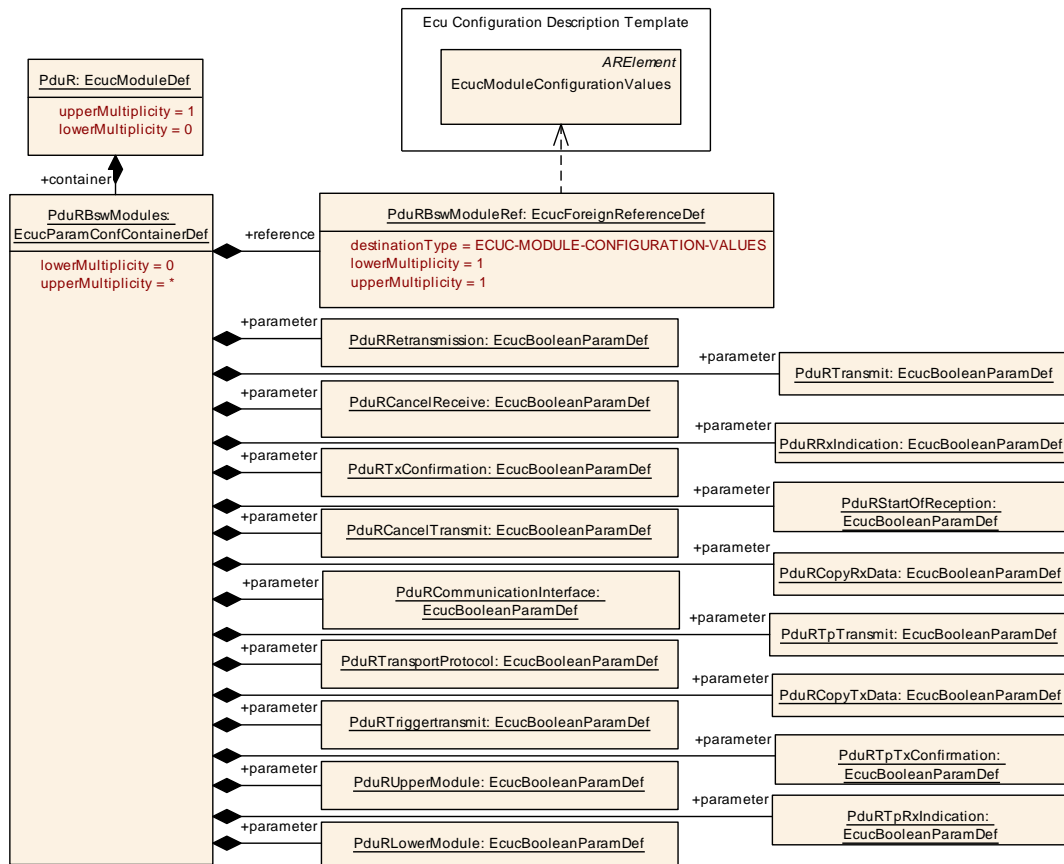 Ecu Configuration Description Template
ARElement
EcucModuleConfigurationValues
PduR: EcucModuleDef
upperMultiplicity = 1
lowerMultiplicity = 0
+container
PduRBswModules:
EcucParamConfContainerDef
lowerMultiplicity = 0
upperMultiplicity = *
+reference
PduRBswModuleRef: EcucForeignReferenceDef
destinationType = ECUC-MODULE-CONFIGURATION-VALUES
lowerMultiplicity = 1
upperMultiplicity = 1
+parameter
PduRRetransmission: EcucBooleanParamDef
+parameter
PduRTransmit: EcucBooleanParamDef
+parameter
PduRCancelReceive: EcucBooleanParamDef
+parameter
PduRRxIndication: EcucBooleanParamDef
+parameter
PduRTxConfirmation: EcucBooleanParamDef
+parameter
PduRStartOfReception:
EcucBooleanParamDef
+parameter
PduRCancelTransmit: EcucBooleanParamDef
+parameter
PduRCopyRxData: EcucBooleanParamDef
+parameter
PduRCommunicationInterface:
EcucBooleanParamDef
+parameter
PduRTpTransmit: EcucBooleanParamDef
+parameter
PduRTransportProtocol: EcucBooleanParamDef
+parameter
PduRCopyTxData: EcucBooleanParamDef
+parameter
PduRTriggertransmit: EcucBooleanParamDef
+parameter
PduRTpTxConfirmation:
EcucBooleanParamDef
+parameter
PduRUpperModule: EcucBooleanParamDef
+parameter
PduRTpRxIndication:
EcucBooleanParamDef
+parameter
PduRLowerModule: EcucBooleanParamDef